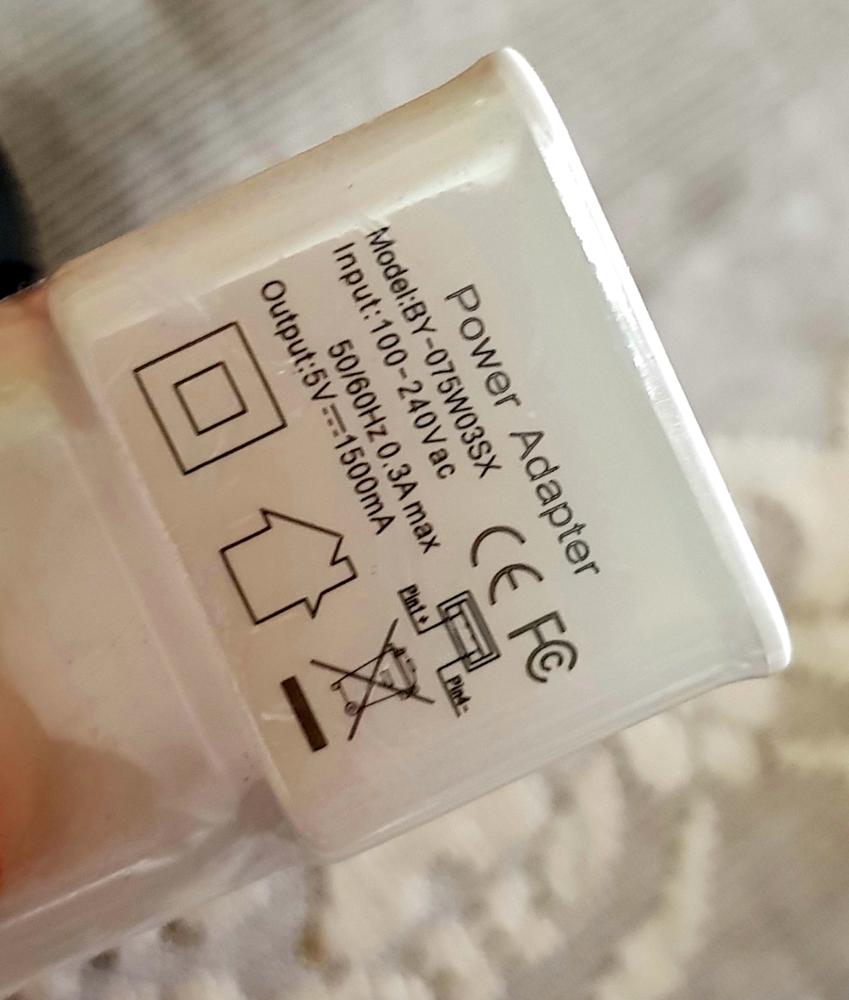 Power Adapter
Model:BY-075W03SX
Input:100-240Vac
50/60Hz 0.3A max
Output:5V⎓1500mA
CE FC
Pin1+
Pin4-